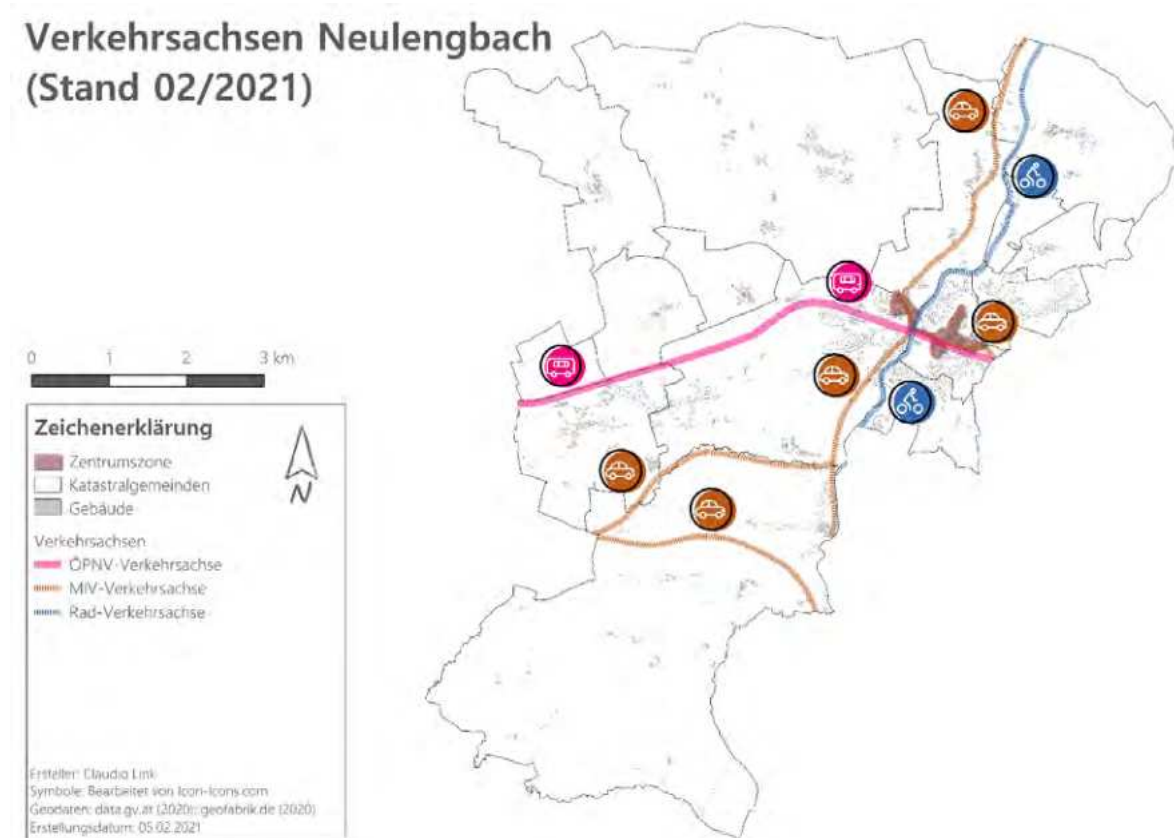 Verkehrsachsen Neulengbach
(Stand 02/2021)
0 1 2 3 km
Zeichenerklärung
Zentrumszone
Katastralgemeinden
Gebäude
N
Verkehrsachsen
ÖPNV-Verkehrsachse
MIV-Verkehrsachse
Rad-Verkehrsachse
Ersteller: Claudio Link
Symbole: Bearbeitet von Icon-Icons.com
Geodaten: data.gv.at (2020); geofabrik.de (2020)
Erstellungsdatum: 05.02.2021